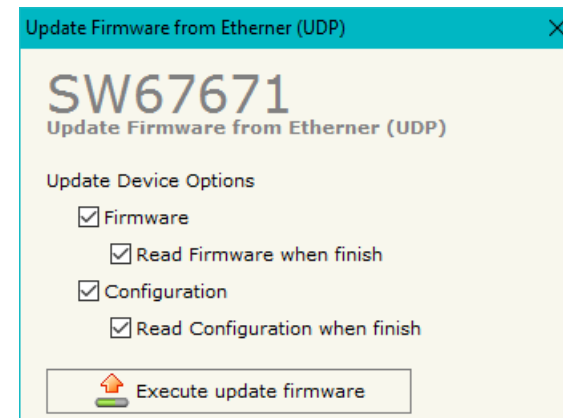 Update Firmware from Etherner (UDP)
SW67671
Update Firmware from Etherner (UDP)
Update Device Options
Firmware
Read Firmware when finish
Configuration
Read Configuration when finish
Execute update firmware